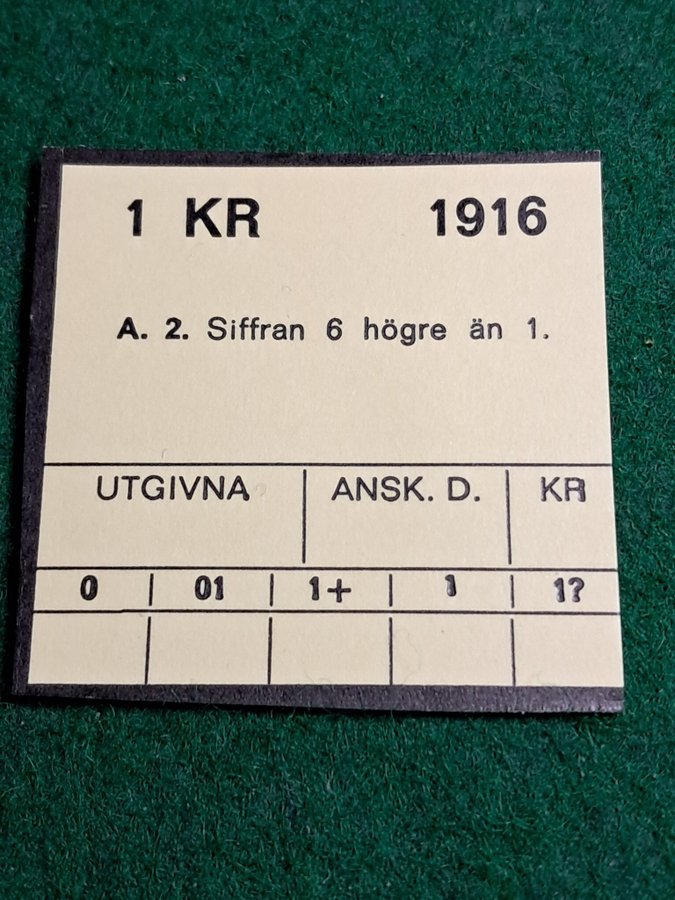 1 KR 1916
A. 2. Siffran 6 högre än 1.
UTGIVNA ANSK. D. KR
0 01 1+ 1 1?